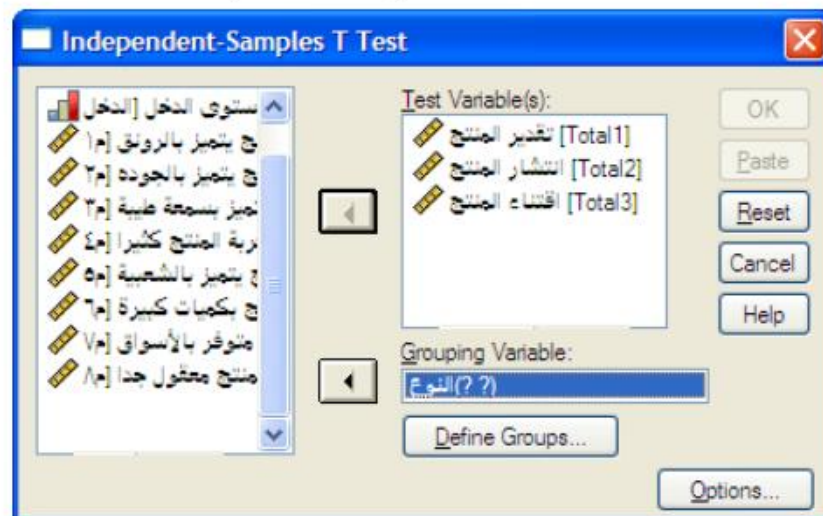 Independent-Samples T Test
ستوى الدخل [الدخل
ج يتميز بالرونق [م١
ج يتميز بالجوده [م٢
تميز بسمعة طيبة [م٣
ربة المنتج كثيرا [م٤
ج يتميز بالشعبية [م٥
ج بكميات كبيرة [م٦
متوفر بالأسواق [م٧
منتج معقول جدا [م٨
Test Variable(s):
تقدير المنتج [Total1]
انتشار المنتج [Total2]
اقتناء المنتج [Total3]
Grouping Variable:
النوع(? ?)
Define Groups...
OK
Paste
Reset
Cancel
Help
Options...